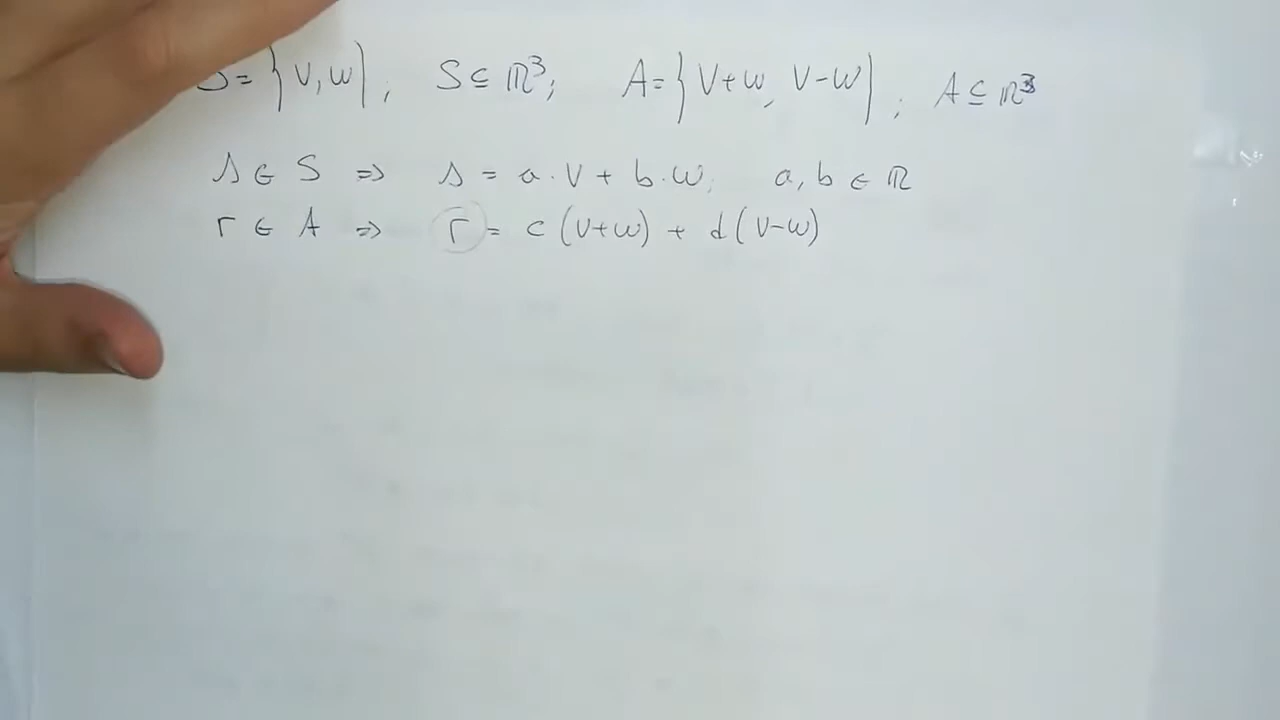 S = {v, w}; S ⊆ ℝ³; A = {v+w, v-w}; A ⊆ ℝ³
s ∈ S ⇒ s = a·v + b·w, a, b ∈ ℝ
r ∈ A ⇒ r = c(v+w) + d(v-w)